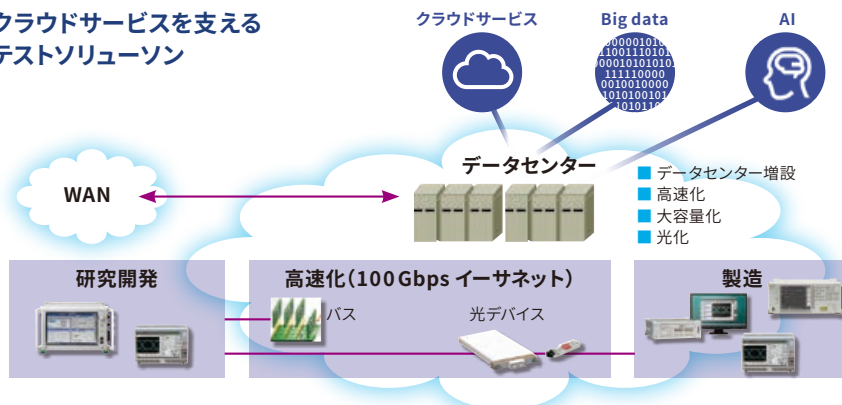 クラウドサービスを支える
テストソリューソン
クラウドサービス
Big data
AI
データセンター
WAN
データセンター増設
高速化
大容量化
光化
研究開発
高速化(100Gbps イーサネット)
製造
バス
光デバイス